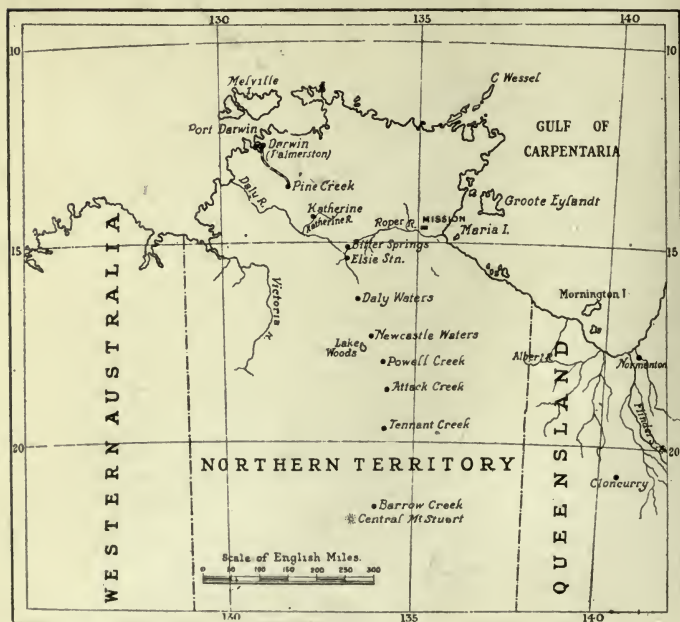 130
135
140
10
10
Melville
I.
C Wessel
Port Darwin
GULF OF
CARPENTARIA
Darwin
(Palmerston)
Pine Creek
Daly R.
Katherine
Katherine R.
Roper R.
MISSION
Groote Eylandt
Maria I.
15
15
Bitter Springs
Elsie Stn.
Victoria R.
Daly Waters
Mornington I
Newcastle Waters
Lake
Woods
Powell Creek
Albert R.
Normanton
Attack Creek
Flinders R.
Tennant Creek
20
20
NORTHERN TERRITORY
WESTERN AUSTRALIA
QUEENSLAND
Cloncurry
Barrow Creek
Central Mt Stuart
Scale of English Miles.
0 50 100 150 200 250 300
130
135
140